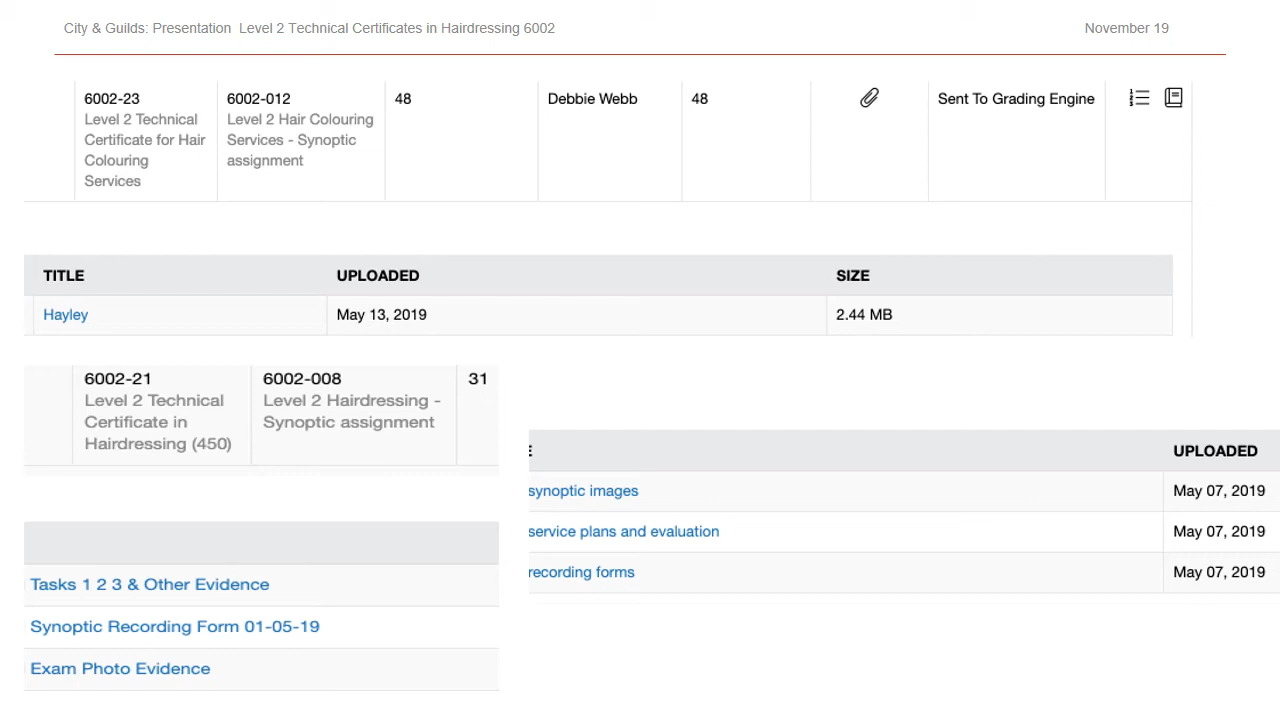 City & Guilds: Presentation Level 2 Technical Certificates in Hairdressing 6002
November 19
6002-23
Level 2 Technical
Certificate for Hair
Colouring
Services
6002-012
Level 2 Hair Colouring
Services - Synoptic
assignment
48
Debbie Webb
48
Sent To Grading Engine
TITLE
UPLOADED
SIZE
Hayley
May 13, 2019
2.44 MB
6002-21
Level 2 Technical
Certificate in
Hairdressing (450)
6002-008
Level 2 Hairdressing -
Synoptic assignment
31
UPLOADED
synoptic images
May 07, 2019
service plans and evaluation
May 07, 2019
recording forms
May 07, 2019
Tasks 1 2 3 & Other Evidence
Synoptic Recording Form 01-05-19
Exam Photo Evidence